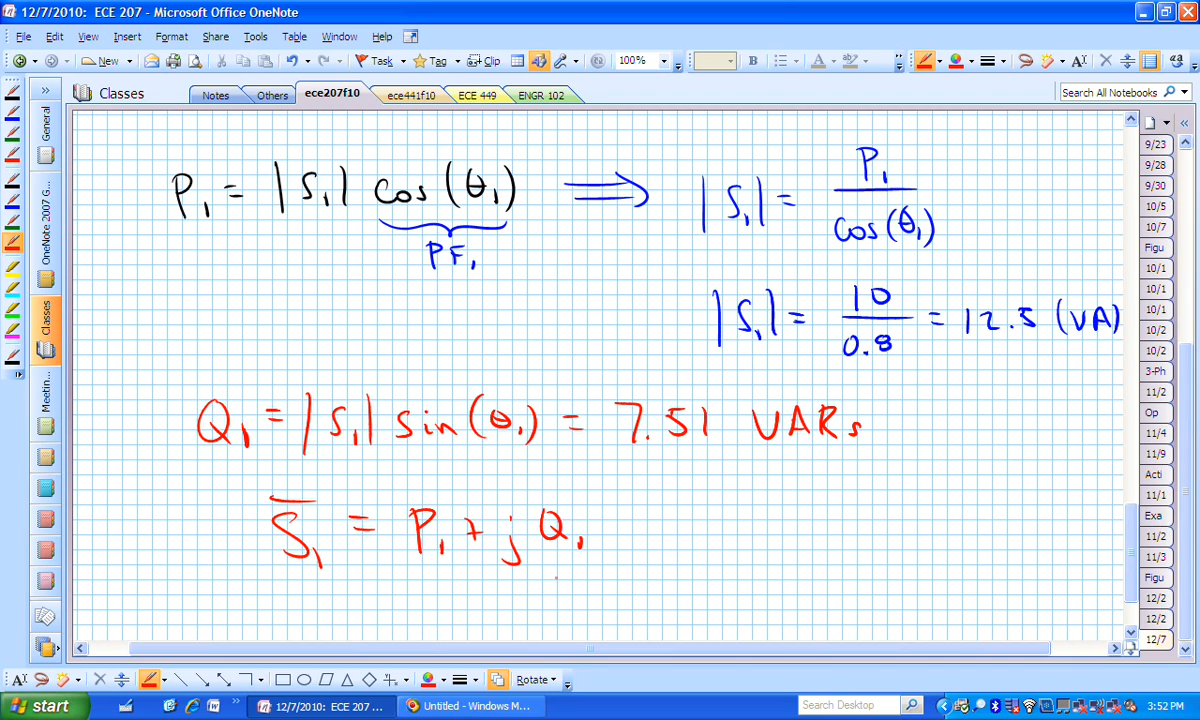 12/7/2010: ECE 207 - Microsoft Office OneNote
File Edit View Insert Format Share Tools Table Window Help
New Task Tag Clip 100% B A ab
Classes Notes Others ece207f10 ece441f10 ECE 449 ENGR 102 Search All Notebooks
General
OneNote 2007 G...
Classes
Meetin...
P₁ = |S₁| cos(θ₁) ⟹ |S₁| = P₁ / cos(θ₁)
PF₁
|S₁| = 10 / 0.8 = 12.5 (VA)
Q₁ = |S₁| sin(θ₁) = 7.51 VARs
S̅₁ = P₁ + j Q₁
9/23
9/28
9/30
10/5
10/7
Figu
10/1
10/1
10/1
10/2
10/2
3-Ph
11/2
Op
11/4
11/9
Acti
11/1
Exa
11/2
11/3
Figu
12/2
12/2
12/7
Rotate
start 12/7/2010: ECE 207 ... Untitled - Windows M... Search Desktop 3:52 PM